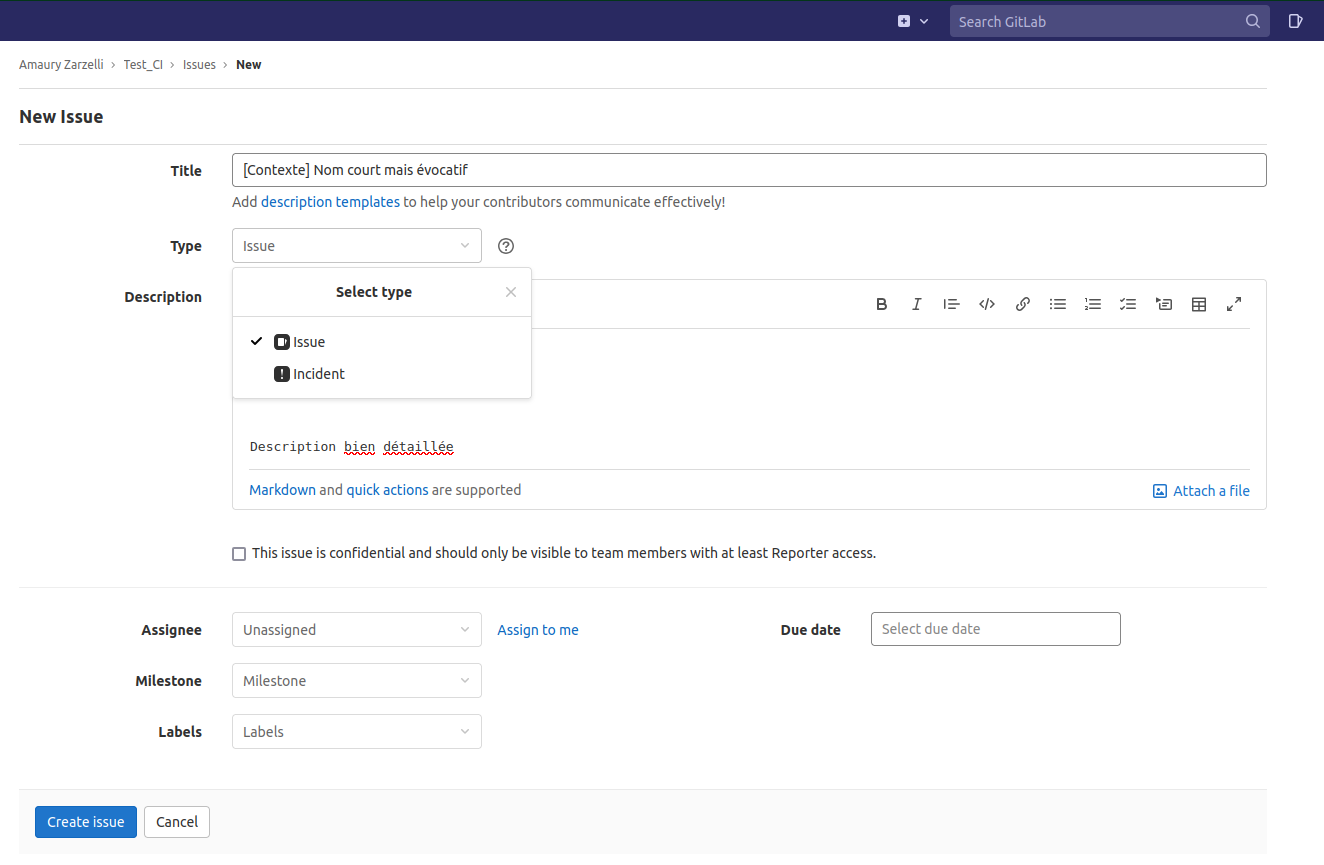 Search GitLab
Amaury Zarzelli › Test_CI › Issues › New
New Issue
Title
[Contexte] Nom court mais évocatif
Add description templates to help your contributors communicate effectively!
Type
Issue
Select type
Issue
Incident
Description
Description bien détaillée
Markdown and quick actions are supported
Attach a file
This issue is confidential and should only be visible to team members with at least Reporter access.
Assignee
Unassigned
Assign to me
Due date
Select due date
Milestone
Milestone
Labels
Labels
Create issue
Cancel